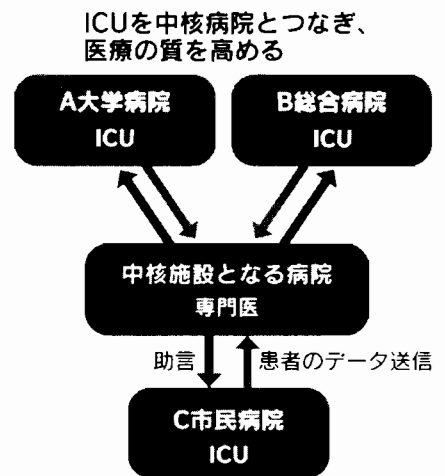 ICUを中核病院とつなぎ、
医療の質を高める
A大学病院
ICU
B総合病院
ICU
中核施設となる病院
専門医
助言
患者のデータ送信
C市民病院
ICU